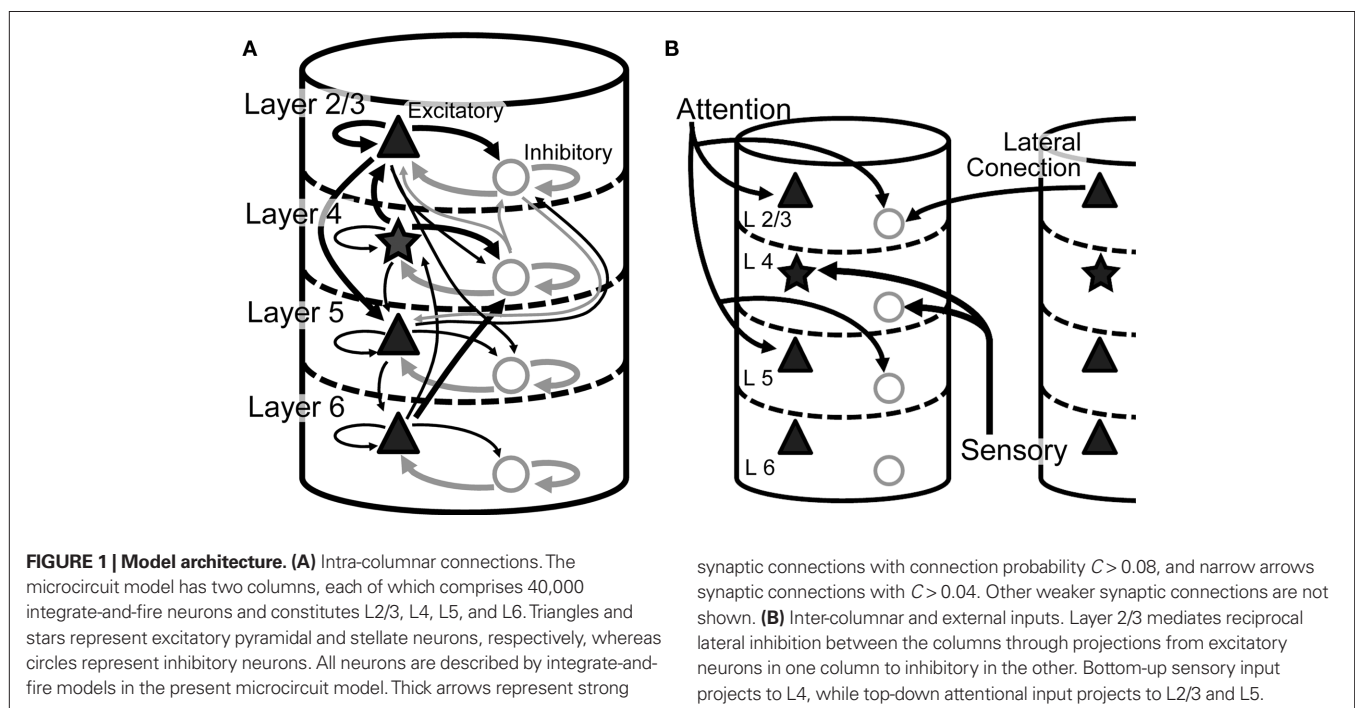 A
Layer 2/3
Excitatory
Inhibitory
Layer 4
Layer 5
Layer 6
B
Attention
Lateral
Conection
L 2/3
L 4
L 5
L 6
Sensory
FIGURE 1 | Model architecture. (A) Intra-columnar connections. The
microcircuit model has two columns, each of which comprises 40,000
integrate-and-fire neurons and constitutes L2/3, L4, L5, and L6. Triangles and
stars represent excitatory pyramidal and stellate neurons, respectively, whereas
circles represent inhibitory neurons. All neurons are described by integrate-and-
fire models in the present microcircuit model. Thick arrows represent strong
synaptic connections with connection probability C > 0.08, and narrow arrows
synaptic connections with C > 0.04. Other weaker synaptic connections are not
shown. (B) Inter-columnar and external inputs. Layer 2/3 mediates reciprocal
lateral inhibition between the columns through projections from excitatory
neurons in one column to inhibitory in the other. Bottom-up sensory input
projects to L4, while top-down attentional input projects to L2/3 and L5.